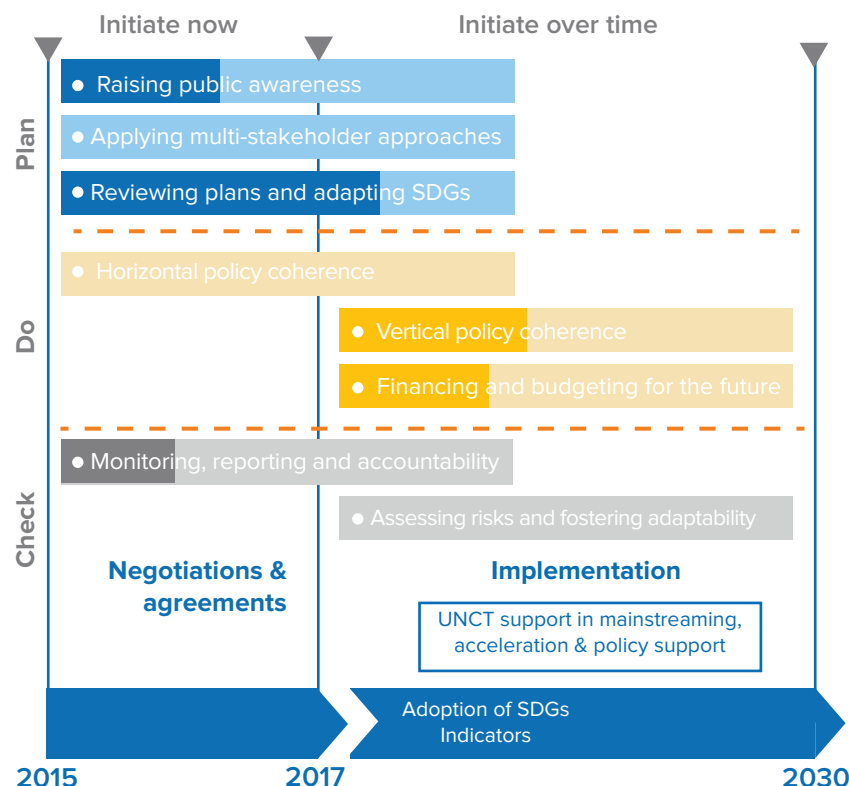 Initiate now
Initiate over time
Plan
Raising public awareness
Applying multi-stakeholder approaches
Reviewing plans and adapting SDGs
Do
Horizontal policy coherence
Vertical policy coherence
Financing and budgeting for the future
Check
Monitoring, reporting and accountability
Assessing risks and fostering adaptability
Negotiations &
agreements
Implementation
UNCT support in mainstreaming,
acceleration & policy support
Adoption of SDGs
Indicators
2015
2017
2030